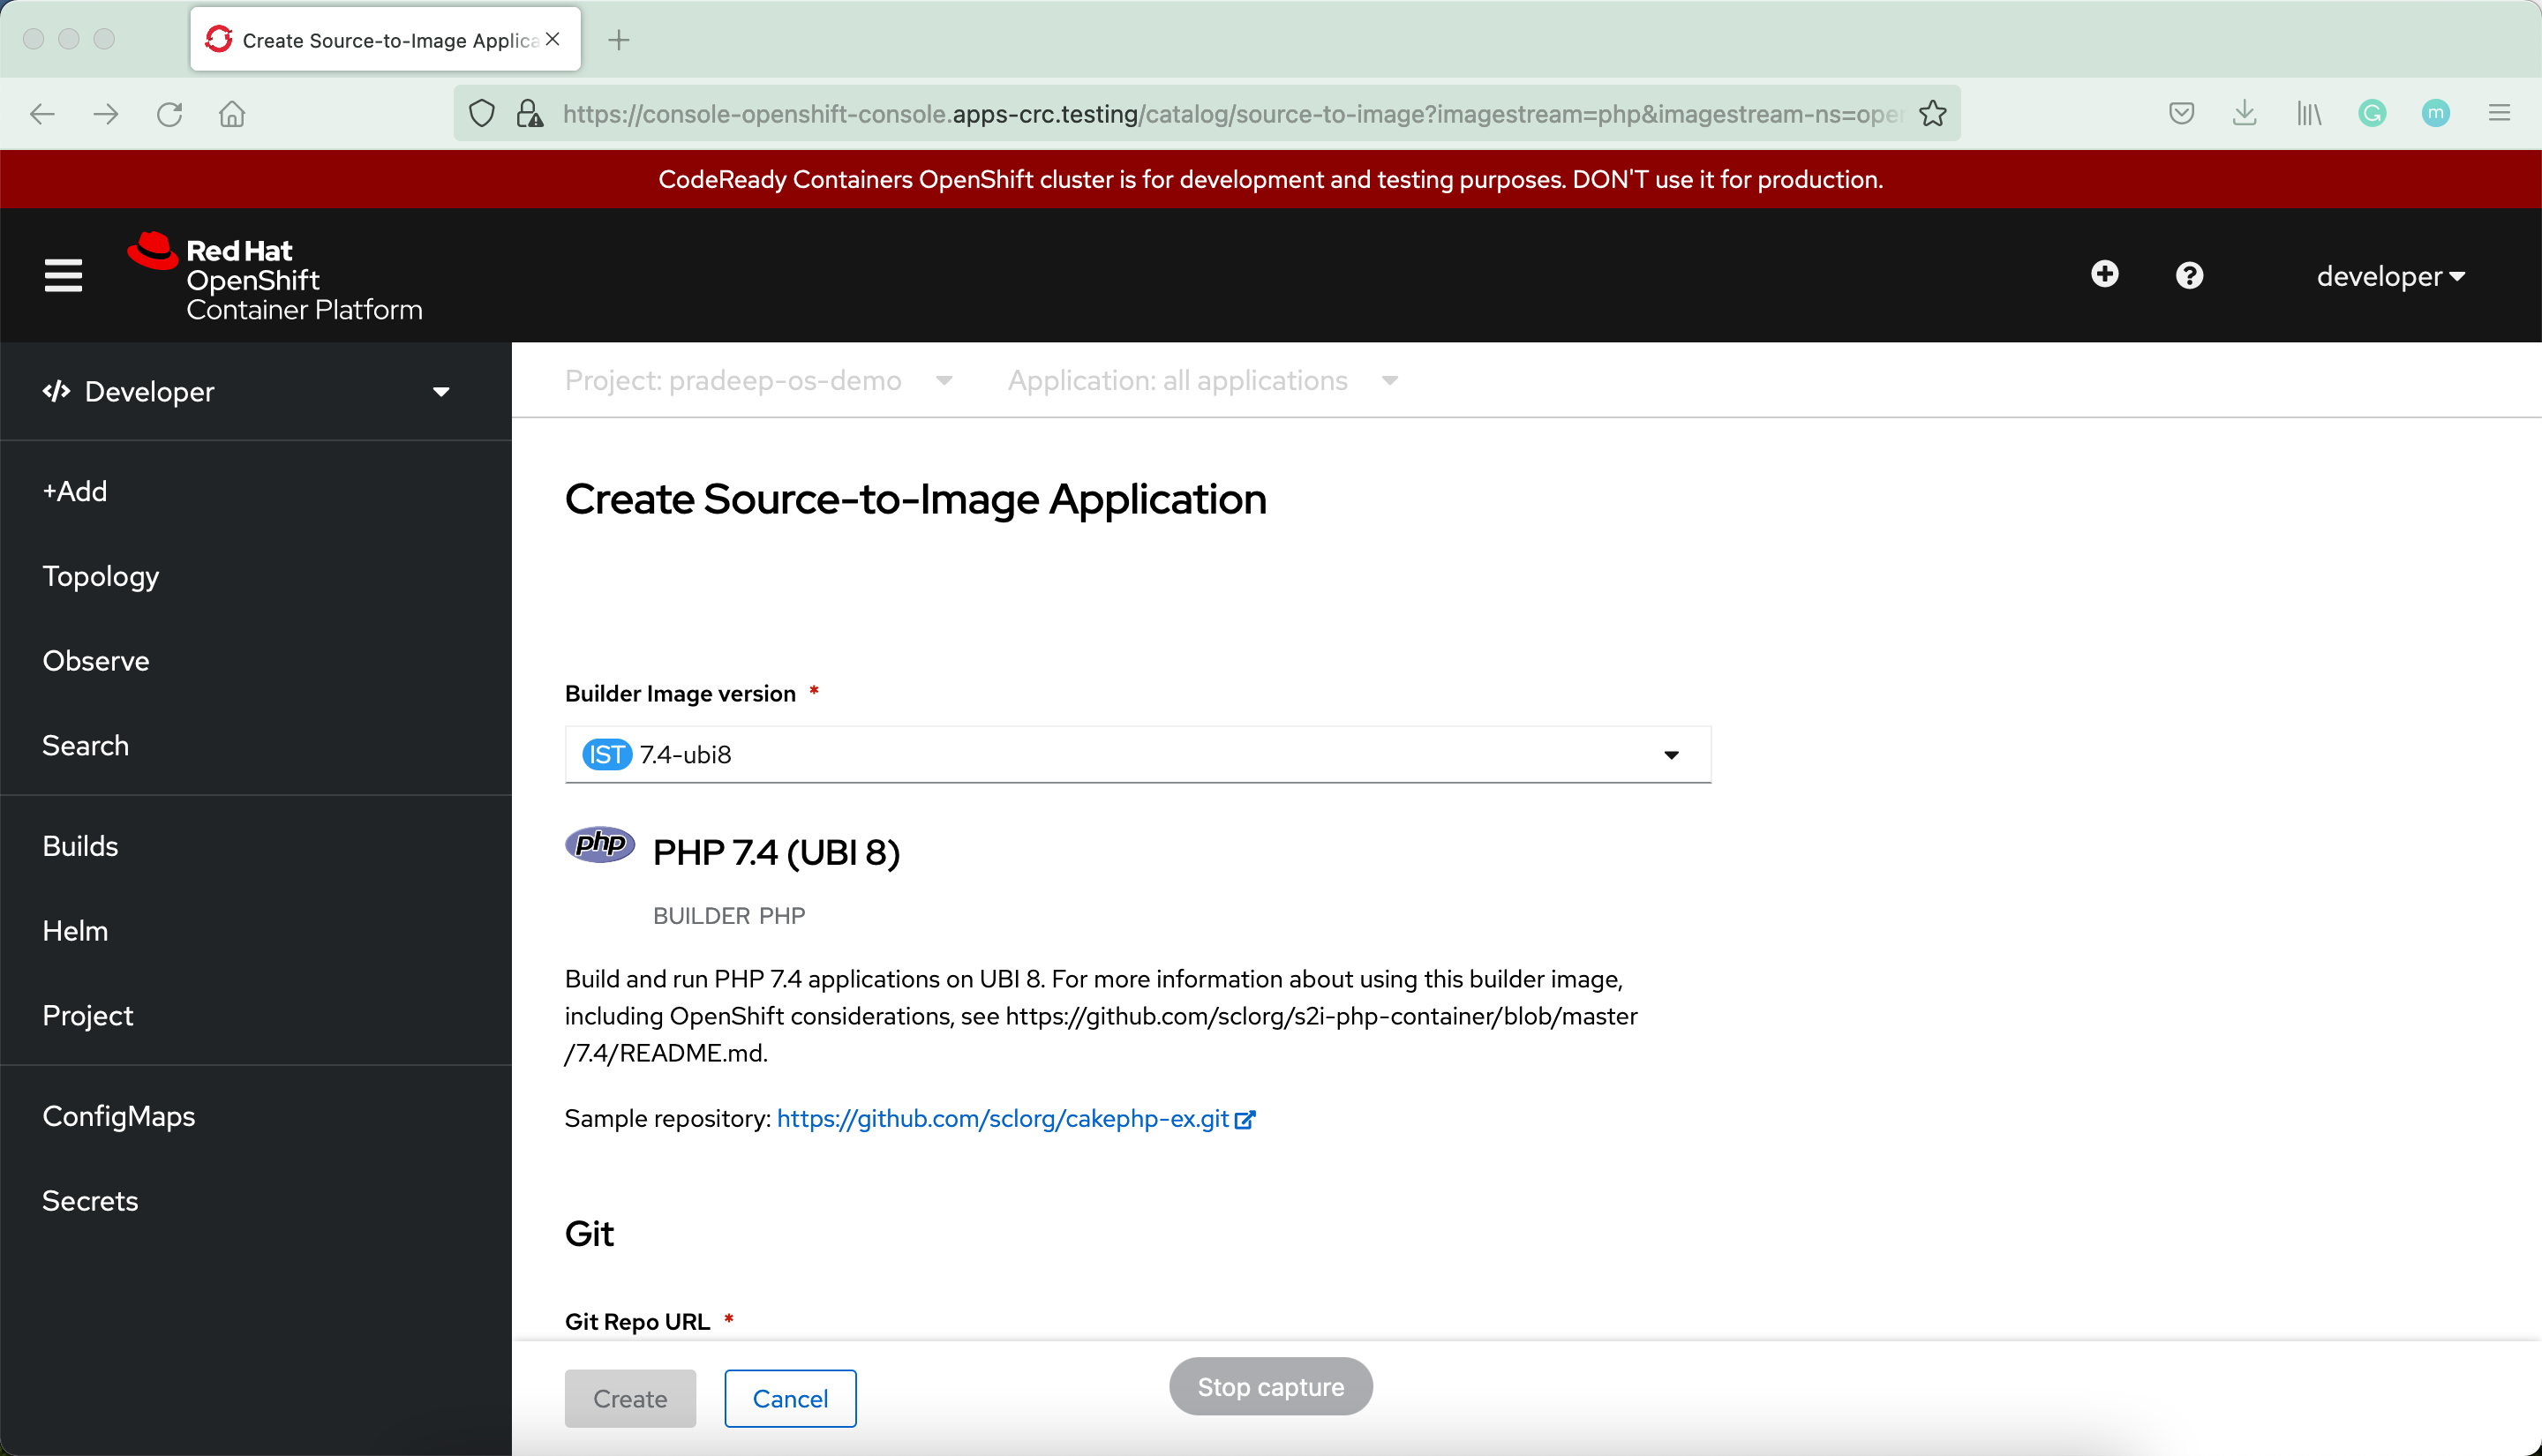 Create Source-to-Image Applica
https://console-openshift-console.apps-crc.testing/catalog/source-to-image?imagestream=php&imagestream-ns=oper
m
CodeReady Containers OpenShift cluster is for development and testing purposes. DON'T use it for production.
Red Hat
OpenShift
Container Platform
developer
Developer
Project: pradeep-os-demo
Application: all applications
+Add
Topology
Observe
Search
Builds
Helm
Project
ConfigMaps
Secrets
Create Source-to-Image Application
Builder Image version *
IST 7.4-ubi8
php
PHP 7.4 (UBI 8)
BUILDER PHP
Build and run PHP 7.4 applications on UBI 8. For more information about using this builder image,
including OpenShift considerations, see https://github.com/sclorg/s2i-php-container/blob/master
/7.4/README.md.
Sample repository: https://github.com/sclorg/cakephp-ex.git
Git
Git Repo URL *
Create
Cancel
Stop capture